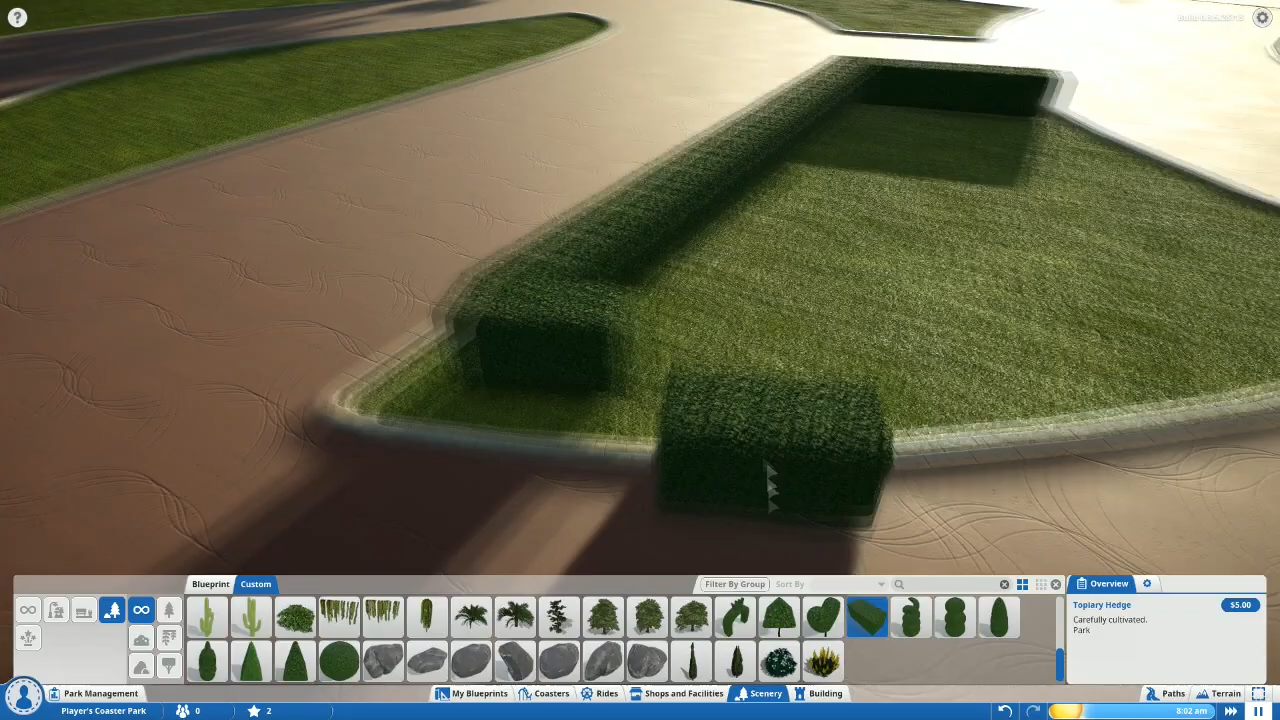 ?
Blueprint
Custom
Filter By Group
Sort By
Overview
Topiary Hedge
$5.00
Carefully cultivated.
Park
Park Management
My Blueprints
Coasters
Rides
Shops and Facilities
Scenery
Building
Paths
Terrain
Player's Coaster Park
0
2
8:02 am